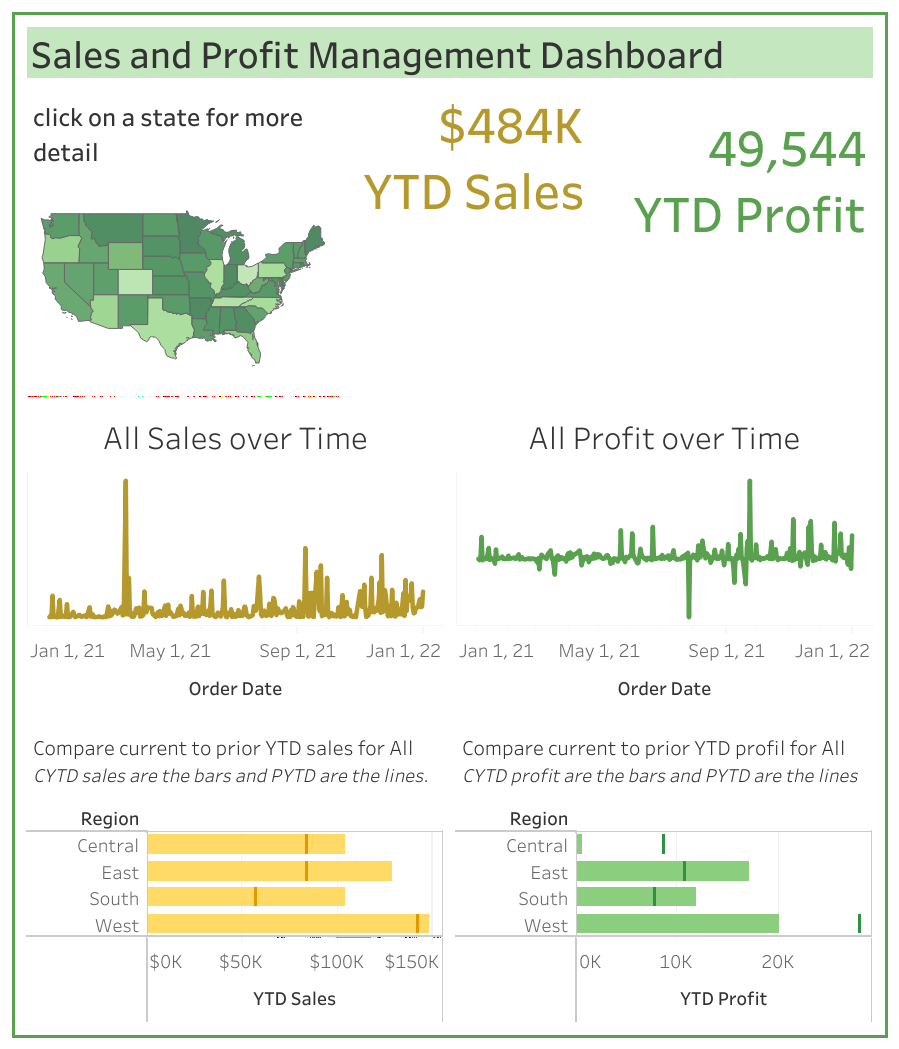 Sales and Profit Management Dashboard
click on a state for more
detail
$484K
YTD Sales
49,544
YTD Profit
All Sales over Time
Jan 1, 21 May 1, 21 Sep 1, 21 Jan 1, 22
Order Date
All Profit over Time
Jan 1, 21 May 1, 21 Sep 1, 21 Jan 1, 22
Order Date
Compare current to prior YTD sales for All
CYTD sales are the bars and PYTD are the lines.
Region
Central
East
South
West
$0K $50K $100K $150K
YTD Sales
Compare current to prior YTD profil for All
CYTD profit are the bars and PYTD are the lines
Region
Central
East
South
West
0K 10K 20K
YTD Profit